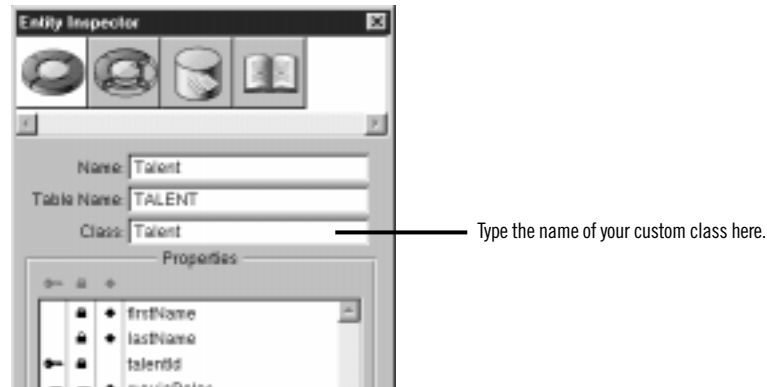 Entity Inspector
Name: Talent
Table Name: TALENT
Class: Talent
Type the name of your custom class here.
Properties
firstName
lastName
talentId
movieRoles